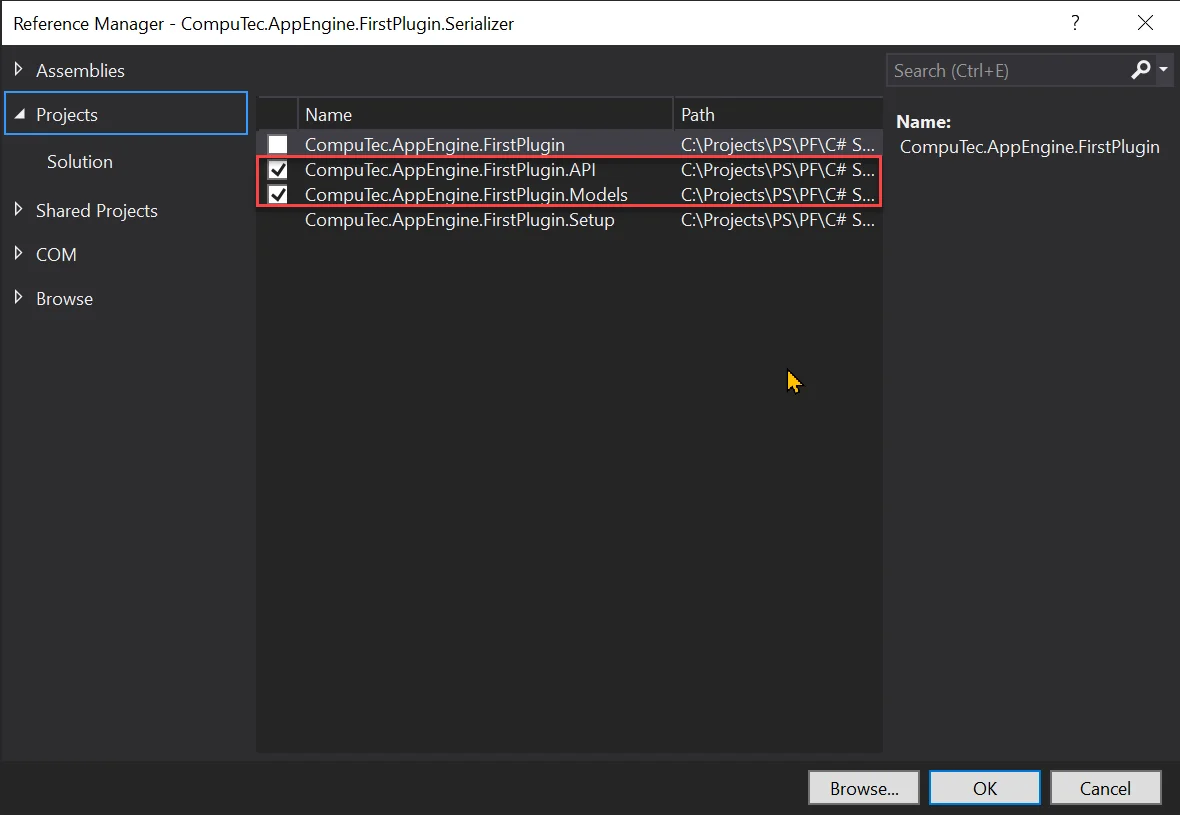 Reference Manager - CompuTec.AppEngine.FirstPlugin.Serializer ?
Assemblies
Projects
Solution
Shared Projects
COM
Browse
Name Path
CompuTec.AppEngine.FirstPlugin C:\Projects\PS\PF\C# S...
CompuTec.AppEngine.FirstPlugin.API C:\Projects\PS\PF\C# S...
CompuTec.AppEngine.FirstPlugin.Models C:\Projects\PS\PF\C# S...
CompuTec.AppEngine.FirstPlugin.Setup C:\Projects\PS\PF\C# S...
Search (Ctrl+E)
Name:
CompuTec.AppEngine.FirstPlugin
Browse... OK Cancel